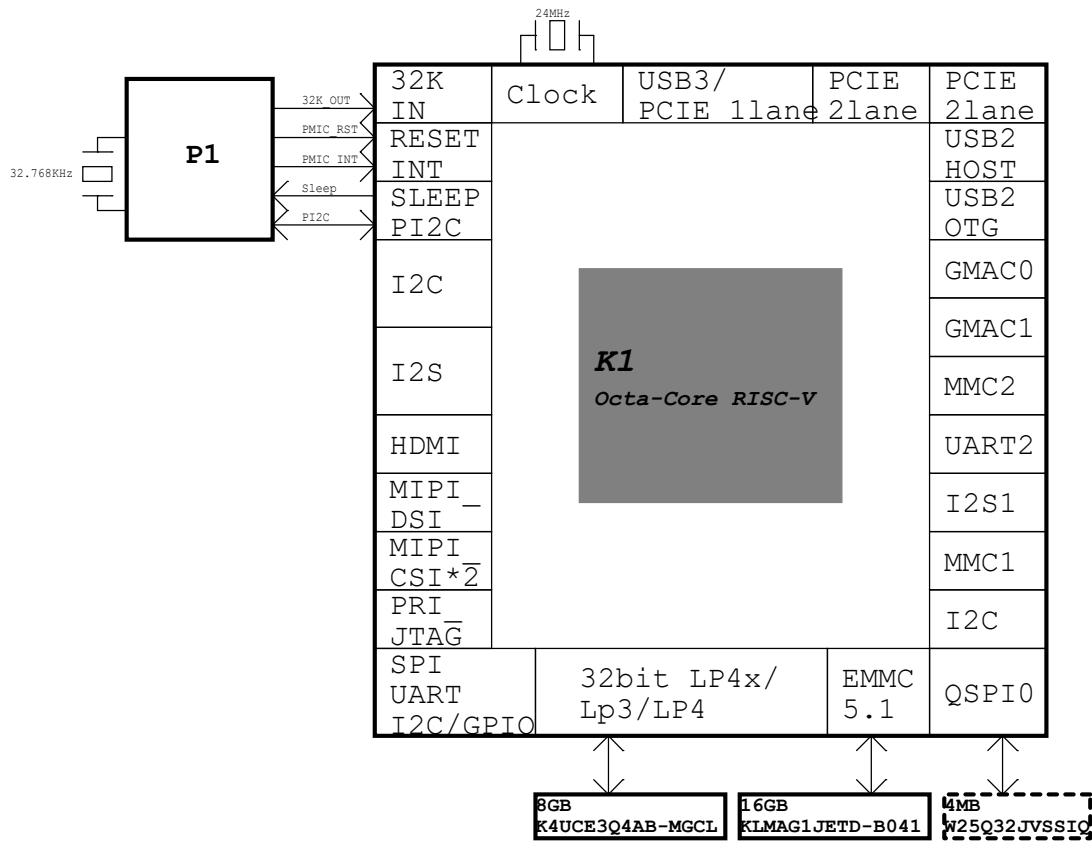 24MHz
32K
IN
Clock
USB3/
PCIE 1lane
PCIE
2lane
PCIE
2lane
32K_OUT
PMIC_RST
PMIC_INT
Sleep
PI2C
P1
32.768KHz
RESET
INT
SLEEP
PI2C
I2C
I2S
HDMI
MIPI_
DSI
MIPI_
CSI*2
PRI_
JTAG
SPI
UART
I2C/GPIO
K1
Octa-Core RISC-V
USB2
HOST
USB2
OTG
GMAC0
GMAC1
MMC2
UART2
I2S1
MMC1
I2C
32bit LP4x/
Lp3/LP4
EMMC
5.1
QSPI0
8GB
K4UCE3Q4AB-MGCL
16GB
KLMAG1JETD-B041
4MB
W25Q32JVSSIQ